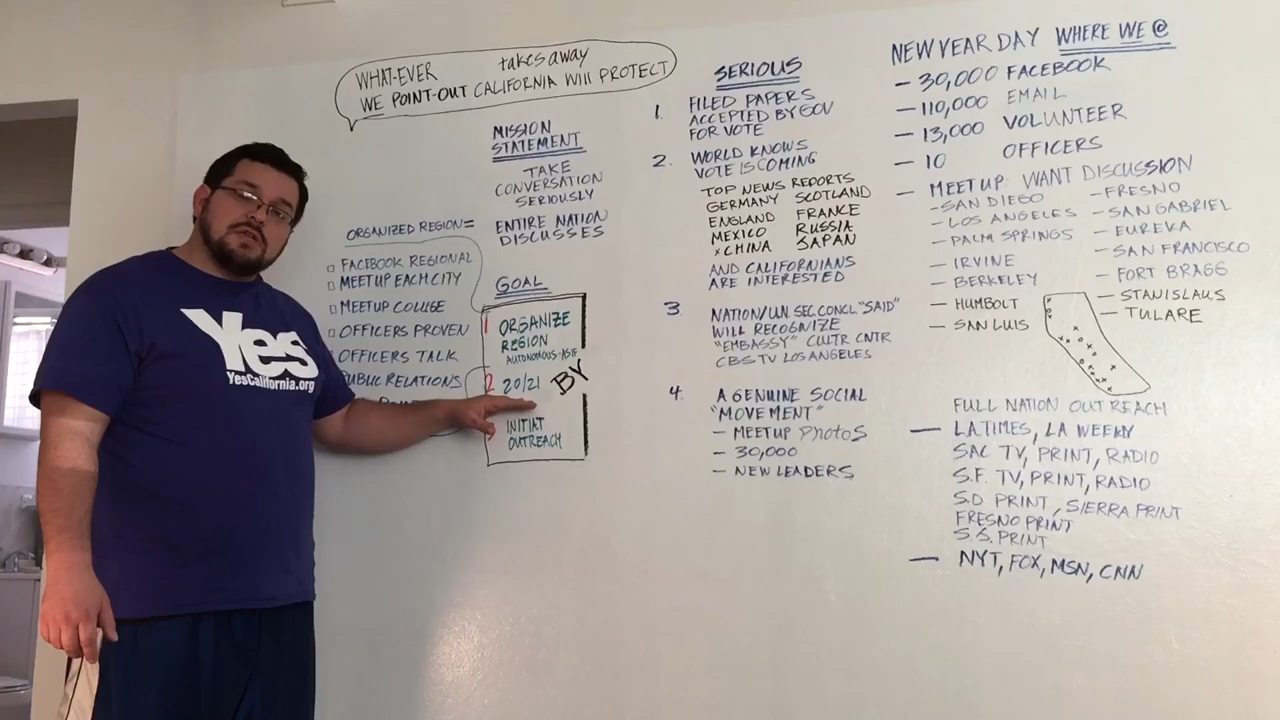 takes away
WHAT-EVER
WE POINT-OUT CALIFORNIA WILL PROTECT
Yes
YesCalifornia.org
ORGANIZED REGION=
FACEBOOK REGIONAL
MEETUP EACH CITY
MEETUP COLLEGE
OFFICERS PROVEN
OFFICERS TALK
PUBLIC RELATIONS
MISSION
STATEMENT
TAKE
CONVERSATION
SERIOUSLY
ENTIRE NATION
DISCUSSES
GOAL
1 ORGANIZE
REGION
2 20/21
BY
INITIAT
OUTREACH
SERIOUS
1. FILED PAPERS
ACCEPTED BY GOV
FOR VOTE
2. WORLD KNOWS
VOTE IS COMING
TOP NEWS REPORTS
GERMANY SCOTLAND
ENGLAND FRANCE
MEXICO RUSSIA
x CHINA JAPAN
AND CALIFORNIANS
ARE INTERESTED
3 NATION/UN. SEC. CONCL "SAID"
WILL RECOGNIZE
"EMBASSY" CULTR CNTR
CBS TV LOS ANGELES
4. A GENUINE SOCIAL
"MOVEMENT"
- MEETUP PhotoS
- 30,000
- NEW LEADERS
NEW YEAR DAY WHERE WE @
- 30,000 FACEBOOK
- 110,000 EMAIL
- 13,000 VOLUNTEER
- 10 OFFICERS
- MEETUP: WANT DISCUSSION
- SAN DIEGO
- LOS ANGELES
- PALM SPRINGS
- IRVINE
- BERKELEY
- HUMBOLT
- SAN LUIS
- FRESNO
- SAN GABRIEL
- EUREKA
- SAN FRANCISCO
- FORT BRAGG
- STANISLAUS
- TULARE
FULL NATION OUTREACH
— LA TIMES, LA WEEKLY
SAC TV, PRINT, RADIO
S.F. TV, PRINT, RADIO
S.D PRINT, SIERRA PRINT
FRESNO PRINT
S.S. PRINT
— NYT, FOX, MSN, CNN